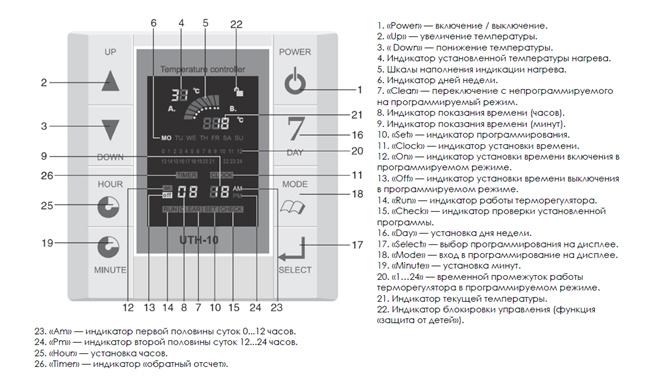 6 4 5 22
UP
POWER
Temperature controller
31 °C
A. B.
18 °C
MO TU WE TH FR SA SU
0 1 2 3 4 5 6 7 8 9 10 11 12
13 14 15 16 17 18 19 20 21 22 23 24
TIMER CLOCK
ON
OFF 08 18 AM
PM
RUN CLEAR SET CHECK
UTH-10
DOWN
7
DAY
HOUR
MODE
MINUTE
SELECT
2
3
9
26
25
19
1
21
16
20
11
18
17
12 13 14 8 7 10 15 24 23
1. «Power» — включение / выключение.
2. «Up» — увеличение температуры.
3. « Down» — понижение температуры.
4. Индикатор установленной температуры нагрева.
5. Шкалы наполнения индикации нагрева.
6. Индикатор дней недели.
7. «Clean» — переключение с непрограммируемого
на программируемый режим.
8. Индикатор показания времени (часов).
9. Индикатор показания времени (минут).
10. «Set» — индикатор программирования.
11. «Clock» — индикатор установки времени.
12. «On» — индикатор установки времени включения в
программируемом режиме.
13. «Off» — индикатор установки времени выключения
в программируемом режиме.
14. «Run» — индикатор работы терморегулятора.
15. «Check» — индикатор проверки установленной
программы.
16. «Day» — установка дня недели.
17. «Select» — выбор программирования на дисплее.
18. «Mode» — вход в программирование на дисплее.
19. «Minute» — установка минут.
20. «1...24» — временной промежуток работы
терморегулятора в программируемом режиме.
21. Индикатор текущей температуры.
22. Индикатор блокировки управления (функция
«защита от детей»).
23. «Am» — индикатор первой половины суток 0...12 часов.
24. «Pm» — индикатор второй половины суток 12...24 часов.
25. «Hour» — установка часов.
26. «Timer» — индикатор «обратный отсчет».